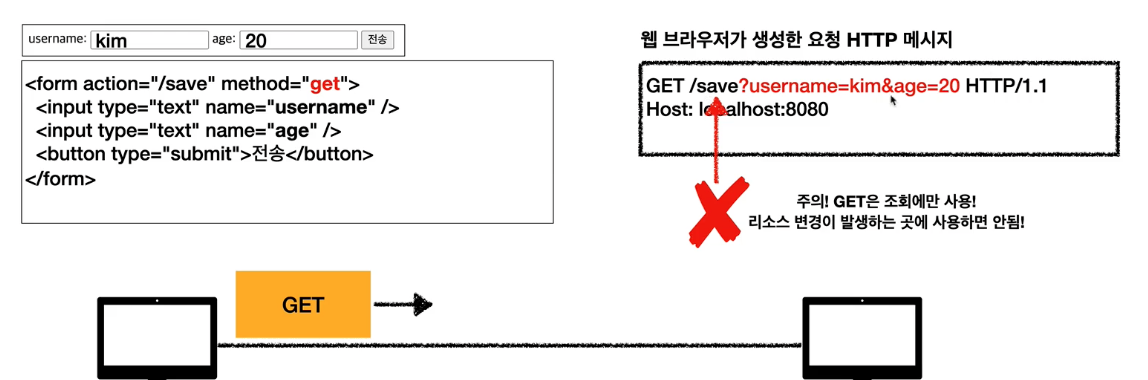 username: kim age: 20 전송
<form action="/save" method="get">
<input type="text" name="username" />
<input type="text" name="age" />
<button type="submit">전송</button>
</form>
웹 브라우저가 생성한 요청 HTTP 메시지
GET /save?username=kim&age=20 HTTP/1.1
Host: localhost:8080
주의! GET은 조회에만 사용!
리소스 변경이 발생하는 곳에 사용하면 안됨!
GET